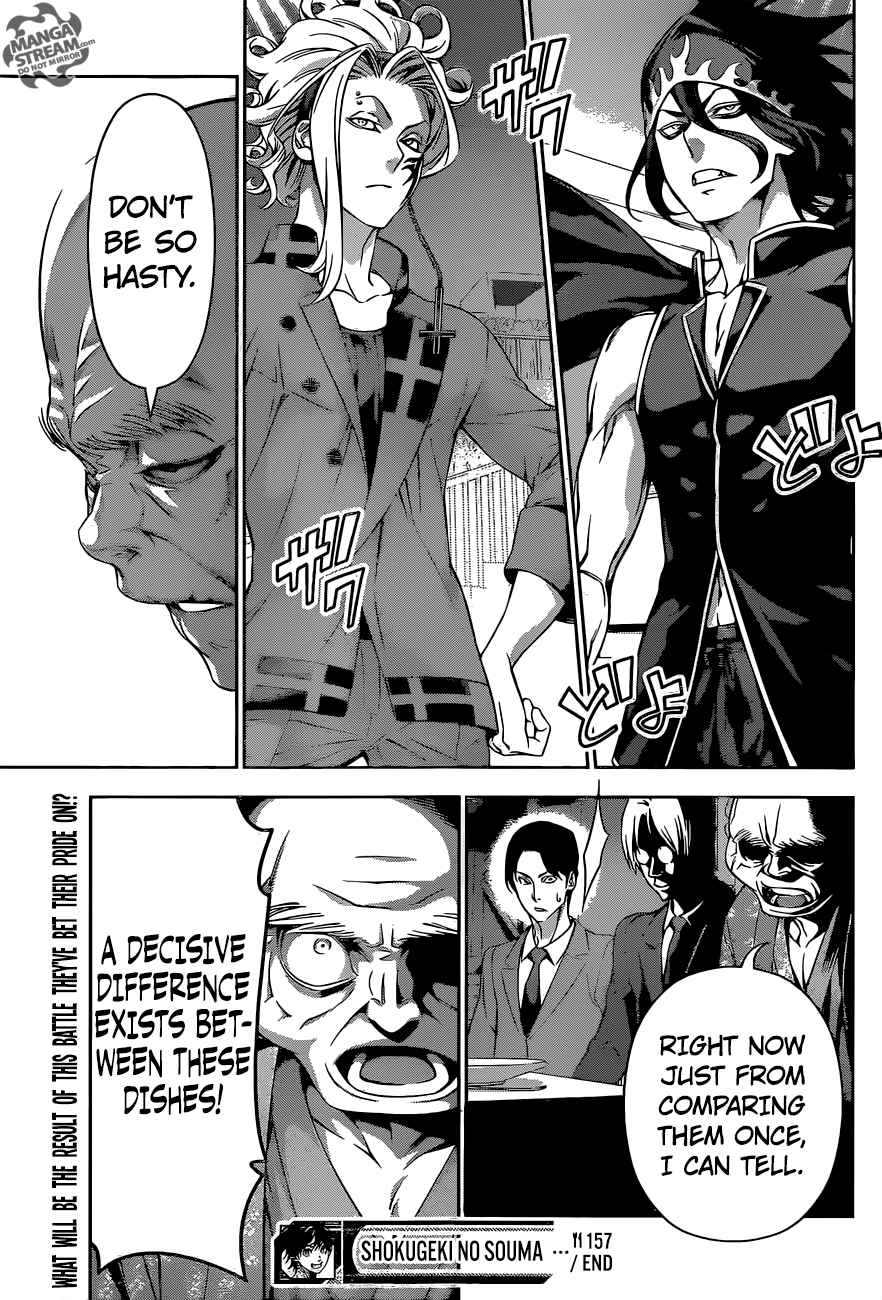 MANGA
STREAM.com
DO NOT MIRROR!
ザワ
どよ
ザワ
どよ
DON'T
BE SO
HASTY.
RIGHT NOW
JUST FROM
COMPARING
THEM ONCE,
I CAN TELL.
A DECISIVE
DIFFERENCE
EXISTS BET-
WEEN THESE
DISHES!
WHAT WILL BE THE RESULT OF THIS BATTLE THEY'VE BET THEIR PRIDE ON!?
SHOKUGEKI NO SOUMA ... 157
/ END